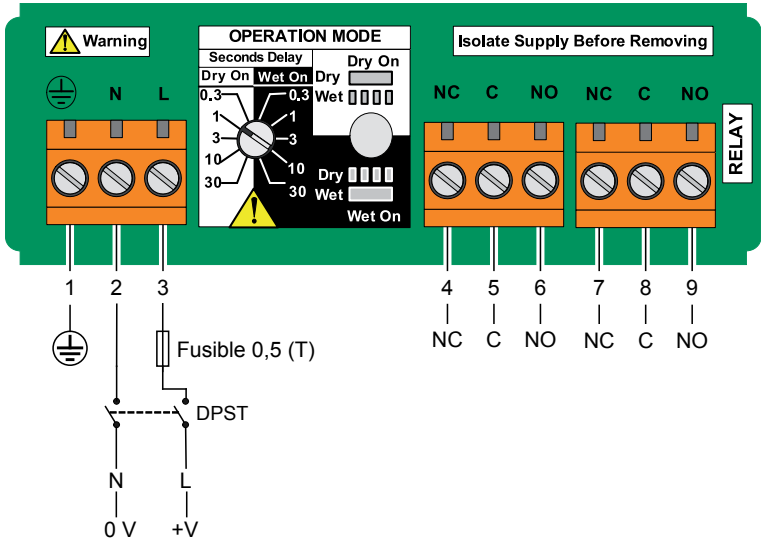 Warning
OPERATION MODE
Isolate Supply Before Removing
Seconds Delay
Dry On Wet On
Dry On
Dry
Wet
N L
0.3 0.3
1 1
3 3
10 10
30 30
Dry
Wet
Wet On
NC C NO NC C NO
RELAY
1 2 3 4 5 6 7 8 9
NC C NO NC C NO
Fusible 0,5 (T)
DPST
N L
0 V +V